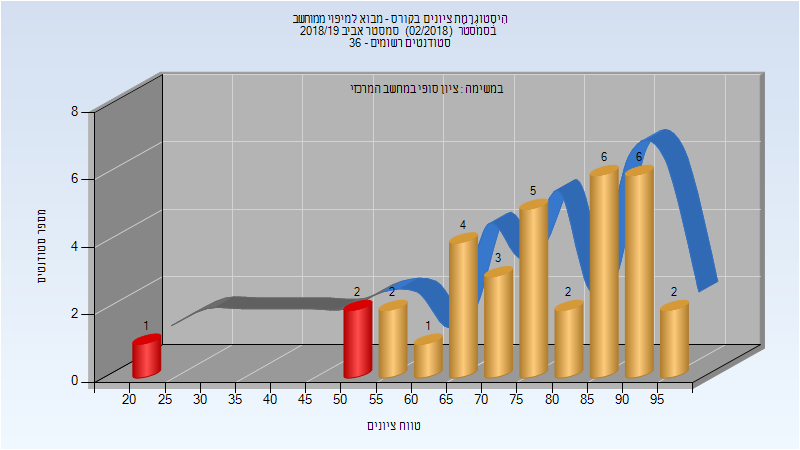 היסטוגרמת ציונים בקורס - מבוא למיפוי ממוחשב
בסמסטר (02/2018) סמסטר אביב 2018/19
סטודנטים רשומים - 36
במשימה : ציון סופי במחשב המרכזי
מספר סטודנטים
8
6
4
2
0
1
2
2
1
4
3
5
2
6
6
2
20 25 30 35 40 45 50 55 60 65 70 75 80 85 90 95
טווח ציונים